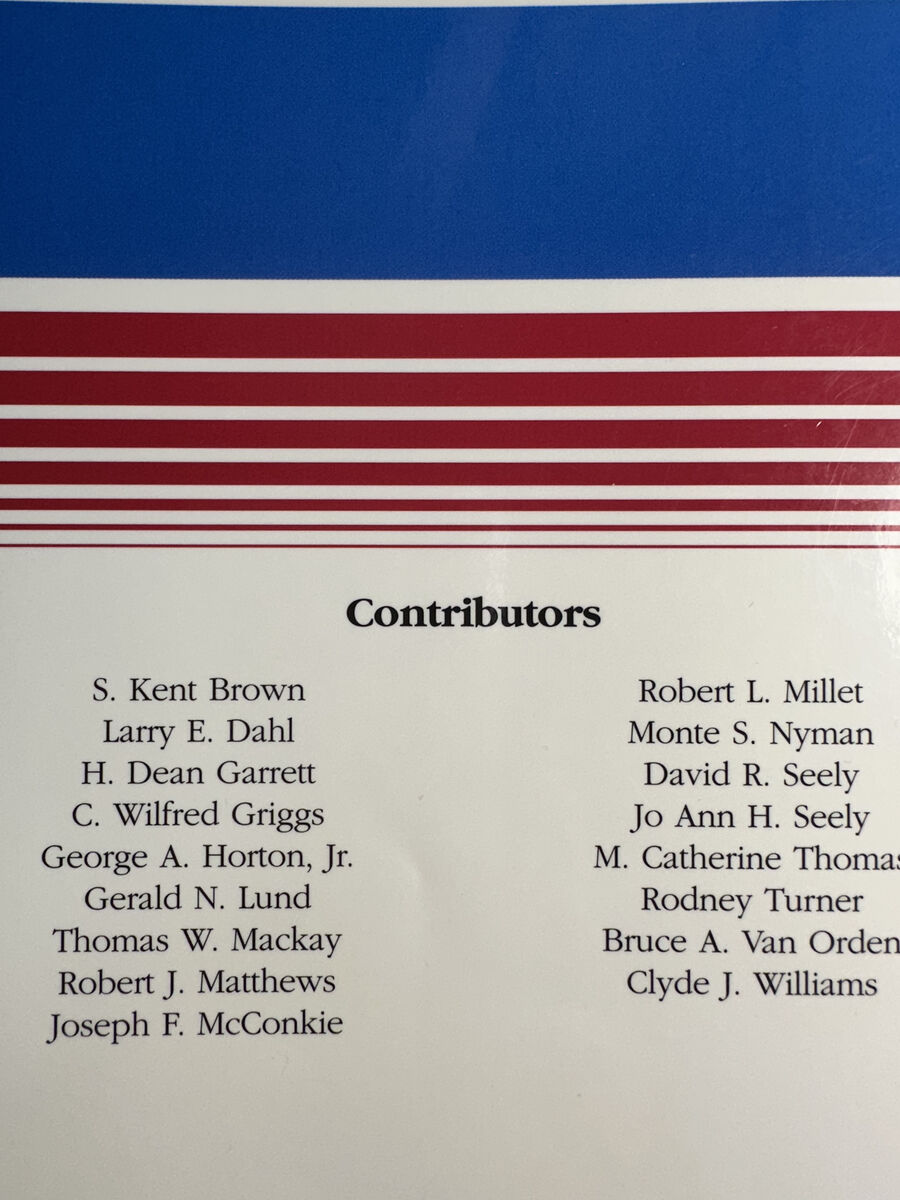 Contributors
S. Kent Brown
Larry E. Dahl
H. Dean Garrett
C. Wilfred Griggs
George A. Horton, Jr.
Gerald N. Lund
Thomas W. Mackay
Robert J. Matthews
Joseph F. McConkie
Robert L. Millet
Monte S. Nyman
David R. Seely
Jo Ann H. Seely
M. Catherine Thomas
Rodney Turner
Bruce A. Van Orden
Clyde J. Williams